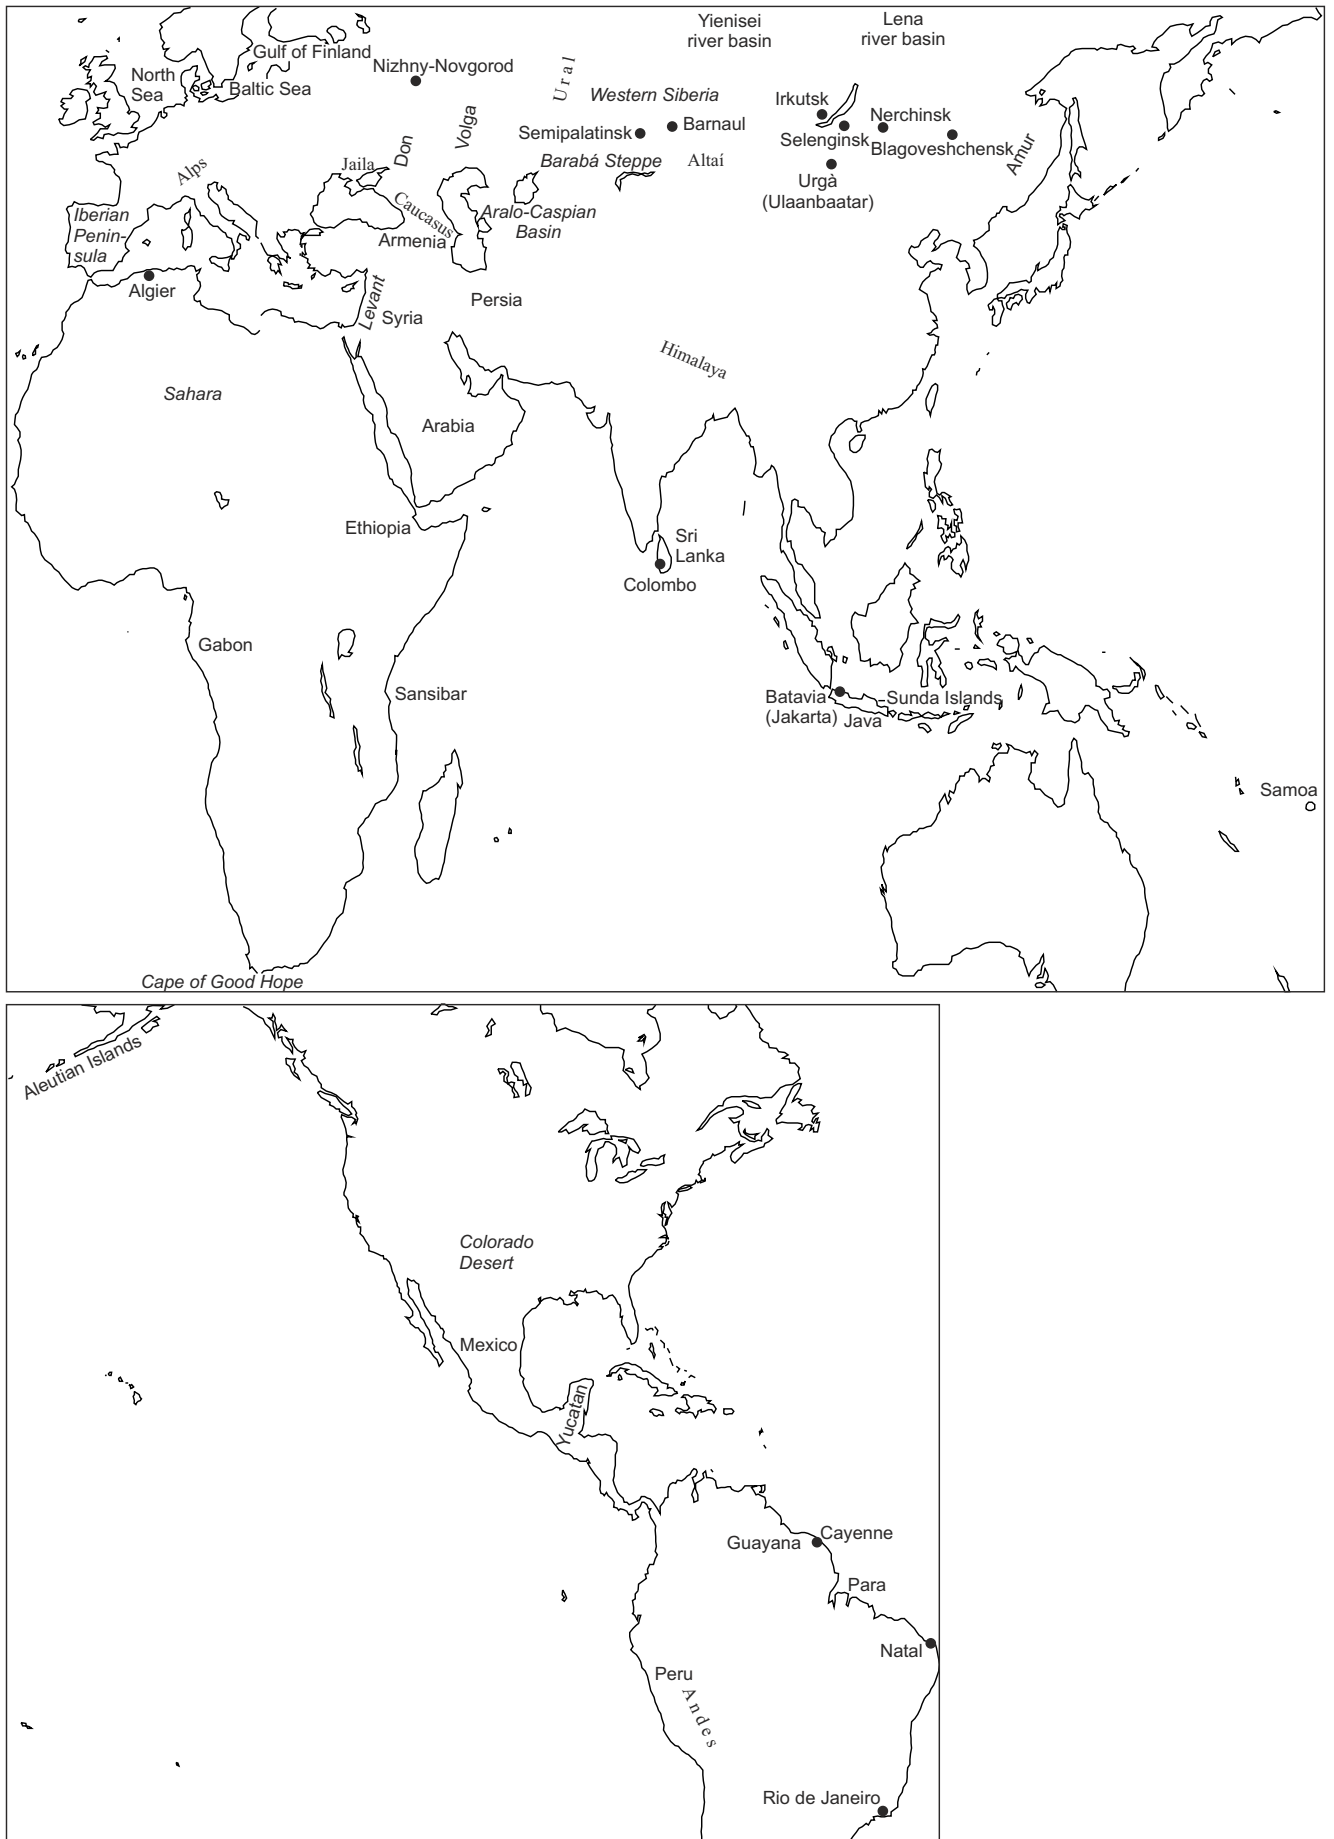 Yienisei
river basin
Lena
river basin
Gulf of Finland
Nizhny-Novgorod
North
Sea
Baltic Sea
Ural
Western Siberia
Irkutsk
Nerchinsk
Semipalatinsk
Barnaul
Selenginsk
Blagoveshchensk
Amur
Volga
Don
Barabá Steppe
Altaí
Jaila
Alps
Urgà
(Ulaanbaatar)
Iberian
Penin-
sula
Caucasus
Aralo-Caspian
Basin
Armenia
Algier
Levant
Persia
Syria
Himalaya
Sahara
Arabia
Ethiopia
Sri
Lanka
Colombo
Gabon
Sansibar
Batavia
(Jakarta)
Java
Sunda Islands
Samoa
Cape of Good Hope
Aleutian Islands
Colorado
Desert
Mexico
Yucatan
Guayana
Cayenne
Para
Natal
Peru
Andes
Rio de Janeiro